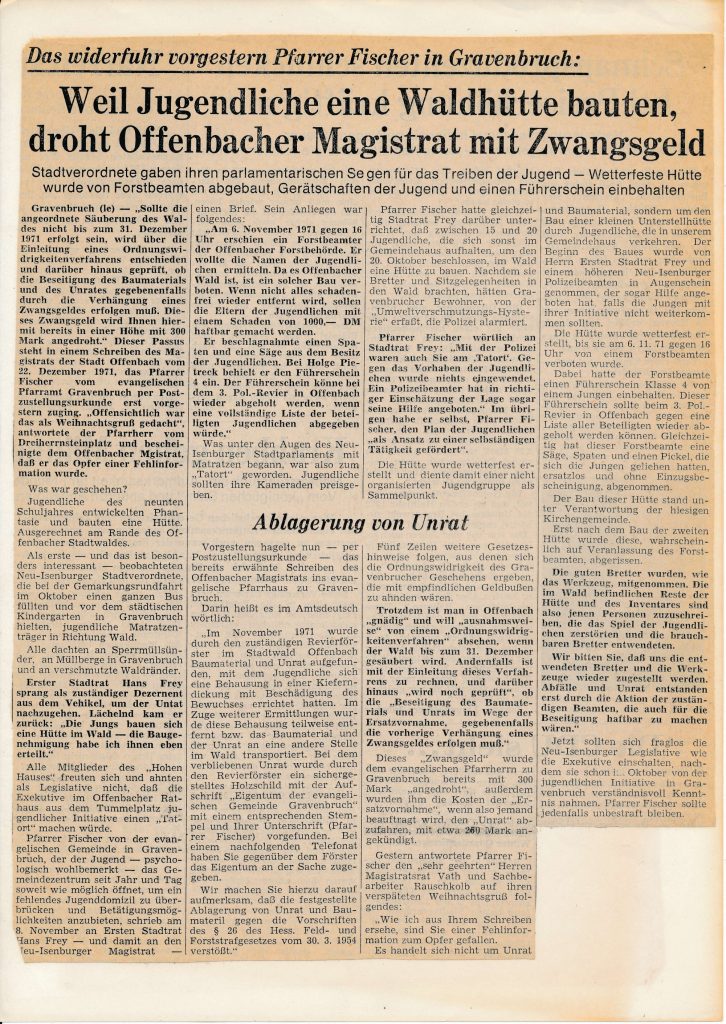 Das widerfuhr vorgestern Pfarrer Fischer in Gravenbruch:
Weil Jugendliche eine Waldhütte bauten,
droht Offenbacher Magistrat mit Zwangsgeld
Stadtverordnete gaben ihren parlamentarischen Segen für das Treiben der Jugend — Wetterfeste Hütte
wurde von Forstbeamten abgebaut, Gerätschaften der Jugend und einen Führerschein einbehalten
Gravenbruch (le) — „Sollte die
angeordnete Säuberung des Wal-
des nicht bis zum 31. Dezember
1971 erfolgt sein, wird über die
Einleitung eines Ordnungswid-
rigkeitenverfahrens entschieden
und darüber hinaus geprüft, ob
die Beseitigung des Baumaterials
und des Unrates gegebenenfalls
durch die Verhängung eines
Zwangsgeldes erfolgen muß. Die-
ses Zwangsgeld wird Ihnen hier-
mit bereits in einer Höhe mit 300
Mark angedroht.“ Dieser Passus
steht in einem Schreiben des Ma-
gistrats der Stadt Offenbach vom
22. Dezember 1971, das Pfarrer
Fischer vom evangelischen
Pfarramt Gravenbruch per Post-
zustellungsurkunde erst vor-
gestern zuging. „Offensichtlich war
das als Weihnachtsgruß gedacht“,
antwortete der Pfarrherr vom
Dreiherrnsteinplatz und beschei-
nigte dem Offenbacher Mgistrat,
daß er das Opfer einer Fehlinfor-
mation wurde.
Was war geschehen?
Jugendliche des neunten
Schuljahres entwickelten Phan-
tasie und bauten eine Hütte.
Ausgerechnet am Rande des Of-
fenbacher Stadtwaldes.
Als erste — und das ist beson-
ders interessant — beobachteten
Neu-Isenburger Stadtverordnete,
die bei der Gemarkungsrundfahrt
im Oktober einen ganzen Bus
füllten und vor dem städtischen
Kindergarten in Gravenbruch
hielten, jugendliche Matratzen-
träger in Richtung Wald.
Alle dachten an Sperrmüllsün-
der, an Müllberge in Gravenbruch
und an verschmutzte Waldränder.
Erster Stadtrat Hans Frey
sprang als zuständiger Dezernent
aus dem Vehikel, um der Untat
nachzugehen. Lächelnd kam er
zurück: „Die Jungs bauen sich
eine Hütte im Wald — die Bauge-
nehmigung habe ich ihnen eben
erteilt.“
Alle Mitglieder des „Hohen
Hauses“ freuten sich und ahnten
als Legislative nicht, daß die
Exekutive im Offenbacher Rat-
haus aus dem Tummelplatz ju-
gendlicher Initiative einen „Tat-
ort“ machen würde.
Pfarrer Fischer von der evan-
gelischen Gemeinde in Graven-
bruch, der der Jugend — psycho-
logisch wohlbemerkt — das Ge-
meindezentrum seit Jahr und Tag
soweit wie möglich öffnet, um ein
fehlendes Jugenddomizil zu über-
brücken und Betätigungsmög-
lichkeiten anzubieten, schrieb am
8. November an Ersten Stadtrat
Hans Frey — und damit an den
Neu-Isenburger Magistrat —
einen Brief. Sein Anliegen war
folgendes:
„Am 6. November 1971 gegen 16
Uhr erschien ein Forstbeamter
der Offenbacher Forstbehörde. Er
wollte die Namen der Jugendli-
chen ermitteln. Da es Offenbacher
Wald ist, ist ein solcher Bau ver-
boten. Wenn nicht alles schaden-
frei wieder entfernt wird, sollen
die Eltern der Jugendlichen mit
einem Schaden von 1000,— DM
haftbar gemacht werden.
Er beschlagnahmte einen Spa-
ten und eine Säge aus dem Besitz
der Jugendlichen. Bei Holge Pie-
treck behielt er den Führerschein
4 ein. Der Führerschein könne bei
dem 3. Pol.-Revier in Offenbach
wieder abgeholt werden, wenn
eine vollständige Liste der betei-
ligten Jugendlichen abgegeben
würde.“
Was unter den Augen des Neu-
Isenburger Stadtparlaments mit
Matratzen begann, war also zum
„Tatort“ geworden. Jugendliche
sollten ihre Kameraden preisge-
ben.
Pfarrer Fischer hatte gleichzei-
tig Stadtrat Frey darüber unter-
richtet, daß zwischen 15 und 20
Jugendliche, die sich sonst im
Gemeindehaus aufhalten, um den
20. Oktober beschlossen, im Wald
eine Hütte zu bauen. Nachdem sie
Bretter und Sitzgelegenheiten in
den Wald brachten, hätten Gra-
venbrucher Bewohner, von der
„Umweltverschmutzungs-Hyste-
rie“ erfaßt, die Polizei alarmiert.
Pfarrer Fischer wörtlich an
Stadtrat Frey: „Mit der Polizei
waren auch Sie am ‚Tatort‘. Ge-
gen das Vorhaben der Jugendli-
chen wurde nichts eingewendet.
Ein Polizeibeamter hat in richti-
ger Einschätzung der Lage sogar
seine Hilfe angeboten.“ Im übri-
gen habe er selbst, Pfarrer Fi-
scher, den Plan der Jugendlichen
„als Ansatz zu einer selbständigen
Tätigkeit gefördert“.
Die Hütte wurde wetterfest er-
stellt und diente damit einer nicht
organisierten Jugendgruppe als
Sammelpunkt.
Ablagerung von Unrat
Vorgestern hagelte nun — per
Postzustellungsurkunde — das
bereits erwähnte Schreiben des
Offenbacher Magistrats ins evan-
gelische Pfarrhaus zu Graven-
bruch.
Darin heißt es im Amtsdeutsch
wörtlich:
„Im November 1971 wurde
durch den zuständigen Revierför-
ster im Stadtwald Offenbach
Baumaterial und Unrat aufgefun-
den, mit dem Jugendliche sich
eine Behausung in einer Kiefern-
dickung mit Beschädigung des
Bewuchses errichtet hatten. Im
Zuge weiterer Ermittlungen wur-
de diese Behausung teilweise ent-
fernt bzw. das Baumaterial und
der Unrat an eine andere Stelle
im Wald transportiert. Bei dem
verbliebenen Unrat wurde durch
den Revierförster ein sicherge-
stelltes Holzschild mit der Auf-
schrift „Eigentum der evangeli-
schen Gemeinde Gravenbruch“
mit einem entsprechenden Stem-
pel und Ihrer Unterschrift (Pfar-
rer Fischer) vorgefunden. Bei
einem nachfolgenden Telefonat
haben Sie gegenüber dem Förster
das Eigentum an der Sache zuge-
geben.
Wir machen Sie hierzu darauf
aufmerksam, daß die festgestellte
Ablagerung von Unrat und Bau-
materil gegen die Vorschriften
des § 26 des Hess. Feld- und
Forststrafgesetzes vom 30. 3. 1954
verstößt.“
Fünf Zeilen weitere Gesetzes-
hinweise folgen, aus denen sich
die Ordnungswidrigkeit des Gra-
venbrucher Geschehens ergeben,
die mit empfindlichen Geldbußen
zu ahnden wären.
Trotzdem ist man in Offenbach
„gnädig“ und will „ausnahmswei-
se“ von einem „Ordnungswidrig-
keitenverfahren“ absehen, wenn
der Wald bis zum 31. Dezember
gesäubert wird. Andernfalls ist
mit der Einleitung dieses Verfah-
rens zu rechnen, und darüber-
hinaus „wird noch geprüft“, ob
die „Beseitigung des Baumateri-
als und Unrats im Wege der
Ersatzvornahme, gegebenenfalls
die vorherige Verhängung eines
Zwangsgeldes erfolgen muß.“
Dieses „Zwangsgeld“ wurde
dem evangelischen Pfarrherrn zu
Gravenbruch bereits mit 300
Mark „angedroht“, außerdem
wurden ihm die Kosten der „Er-
salzvornahme“, wenn also jemand
beauftragt wird, den „Unrat“ ab-
zufahren, mit etwa 260 Mark an-
gekündigt.
Gestern antwortete Pfarrer Fi-
scher den „sehr geehrten“ Herren
Magistratsrat Vath und Sachbe-
arbeiter Rauschkolb auf ihren
verspäteten Weihnachtsgruß fol-
gendes:
„Wie ich aus Ihrem Schreiben
ersehe, sind Sie einer Fehlinfor-
mation zum Opfer gefallen.
Es handelt sich nicht um Unrat
und Baumaterial, sondern um den
Bau einer kleinen Unterstellhütte
durch Jugendliche, die in unserem
Gemeindehaus verkehren. Der
Beginn des Baues wurde von
Herrn Ersten Stadtrat Frey und
einem höheren Neu-Isenburger
Polizeibeamten in Augenschein
genommen, der sogar Hilfe ange-
boten hat, falls die Jungen mit
ihrer Initiative nicht weiterkom-
men sollten.
Die Hütte wurde wetterfest er-
stellt, bis sie am 6. 11. 71 gegen 16
Uhr von einem Forstbeamten
verboten wurde.
Dabei hatte der Forstbeamte
einen Führerschein Klasse 4 von
einem Jungen einbehalten. Dieser
Führerschein sollte beim 3. Pol.-
Revier in Offenbach gegen eine
Liste aller Beteiligten wieder ab-
geholt werden können. Gleichzei-
tig hat dieser Forstbeamte eine
Säge, Spaten und einen Pickel, die
sich die Jungen geliehen hatten,
ersatzlos und ohne Einzugsbe-
scheinigung, abgenommen.
Der Bau dieser Hütte stand un-
ter Verantwortung der hiesigen
Kirchengemeinde.
Erst nach dem Bau der zweiten
Hütte wurde diese, wahrschein-
lich auf Veranlassung des Forst-
beamten, abgerissen.
Die guten Bretter wurden, wie
das Werkzeug, mitgenommen. Die
im Wald befindlichen Reste der
Hütte und des Inventares sind
also jenen Personen zuzuschrei-
ben, die das Spiel der Jugendli-
chen zerstörten und die brauch-
baren Bretter entwendeten.
Wir bitten Sie, daß uns die ent-
wendeten Bretter und die Werk-
zeuge wieder zugestellt werden.
Abfälle und Unrat entstanden
erst durch die Aktion der zustän-
digen Beamten, die auch für die
Beseitigung haftbar zu machen
wären.“
Jetzt sollten sich fraglos die
Neu-Isenburger Legislative wie
die Exekutive einschalten, nach-
dem sie schon i... Oktober von der
jugendlichen Initiative in Graven-
bruch verständnisvoll Kennt-
nis nahmen. Pfarrer Fischer sollte
jedenfalls unbestraft bleiben.